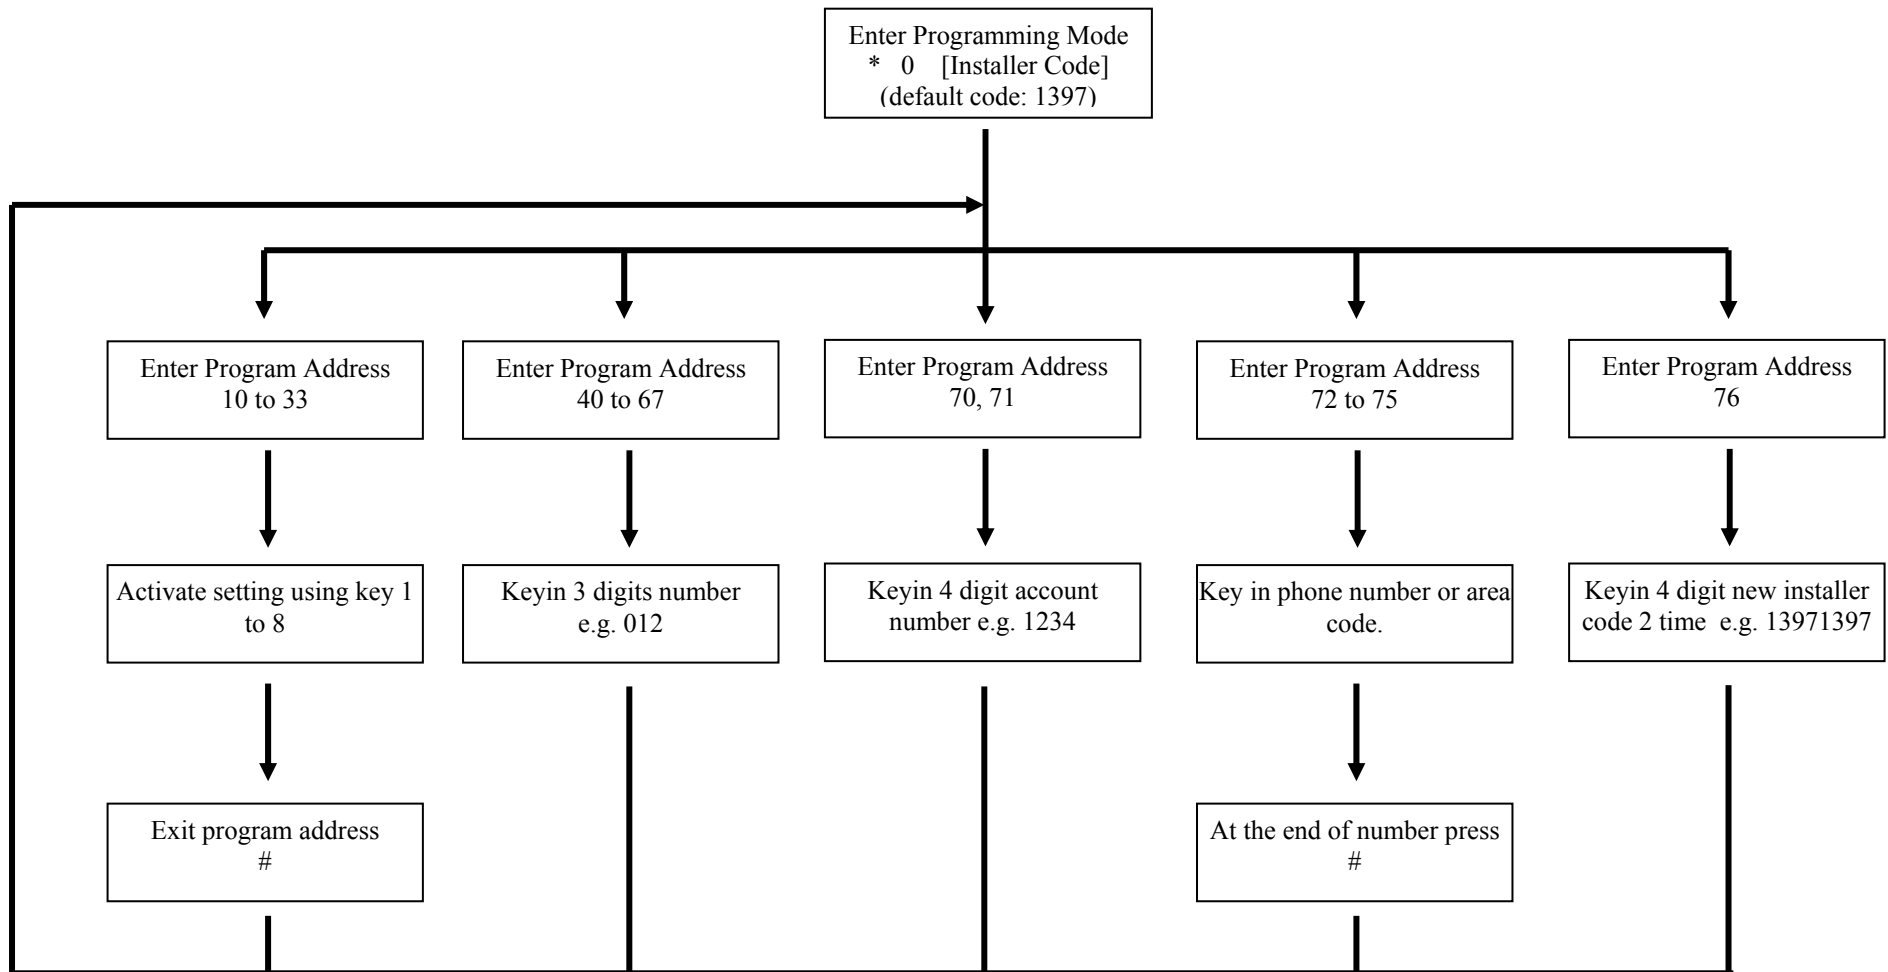 Enter Programming Mode
* 0 [Installer Code]
(default code: 1397)
Enter Program Address
10 to 33
Enter Program Address
40 to 67
Enter Program Address
70, 71
Enter Program Address
72 to 75
Enter Program Address
76
Activate setting using key 1
to 8
Keyin 3 digits number
e.g. 012
Keyin 4 digit account
number e.g. 1234
Key in phone number or area
code.
Keyin 4 digit new installer
code 2 time e.g. 13971397
Exit program address
#
At the end of number press
#